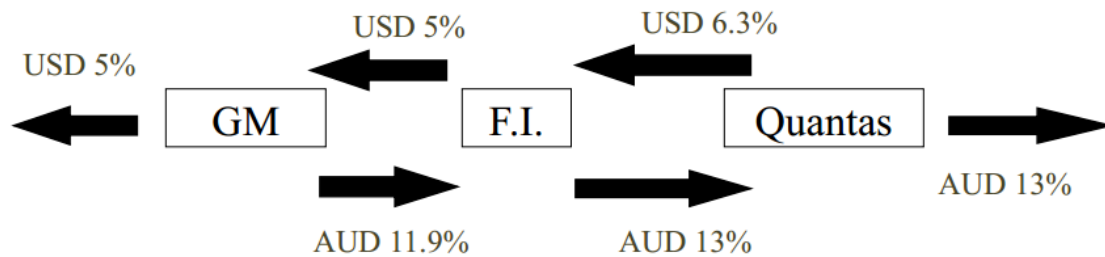 USD 5%
USD 6.3%
USD 5%
GM
F.I.
Quantas
AUD 13%
AUD 11.9%
AUD 13%